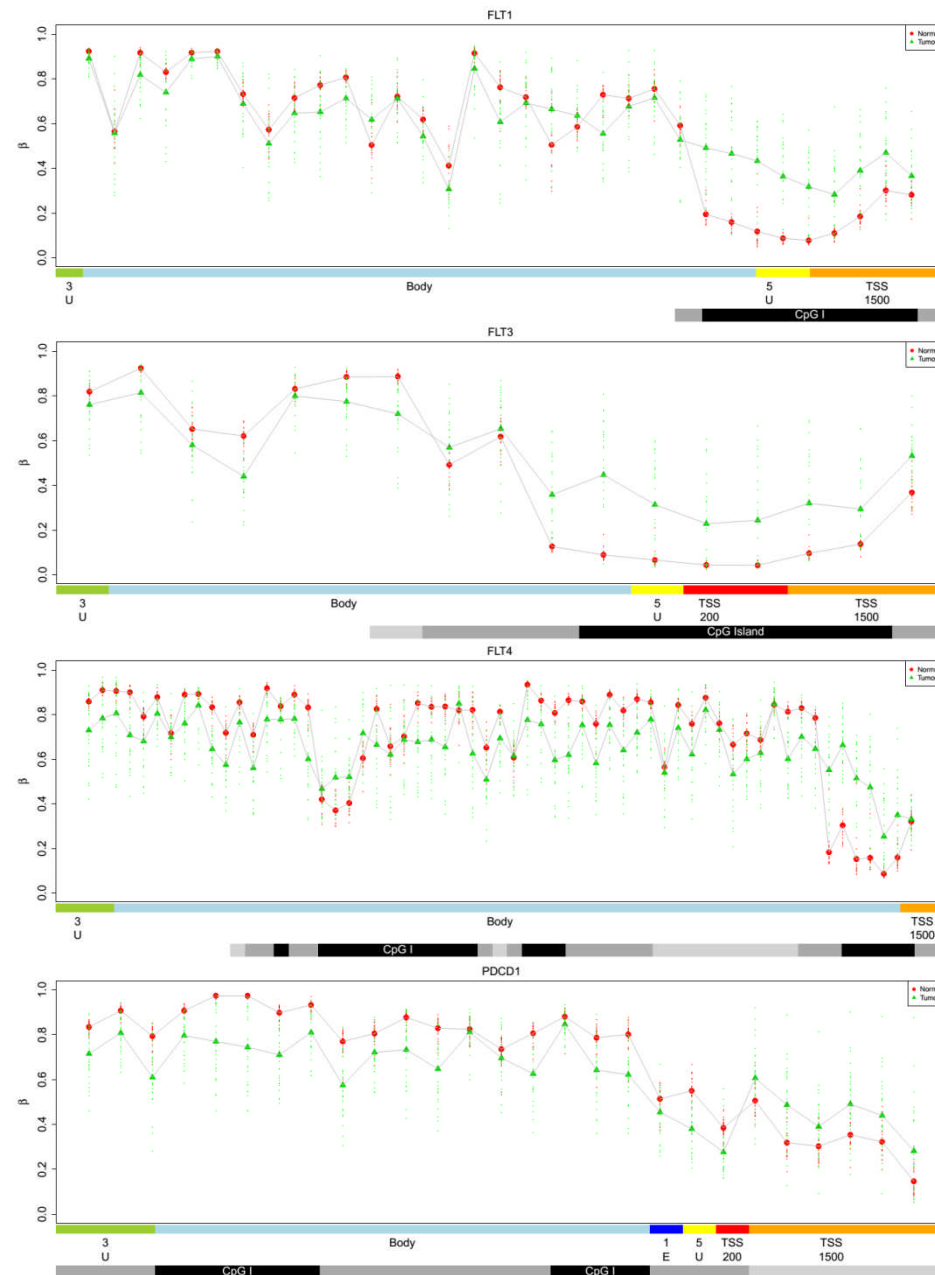 FLT1
1.0
0.8
0.6
0.4
0.2
0.0
β
Norm
Tumo
3 Body 5 TSS
U U 1500
CpG I
FLT3
1.0
0.8
0.6
0.4
0.2
0.0
β
Norm
Tumo
3 Body 5 TSS TSS
U U 200 1500
CpG Island
FLT4
1.0
0.8
0.6
0.4
0.2
0.0
β
Norm
Tumo
3 Body TSS
U 1500
CpG I
PDCD1
1.0
0.8
0.6
0.4
0.2
0.0
β
Norm
Tumo
3 Body 1 5 TSS TSS
U E U 200 1500
CpG I CpG I